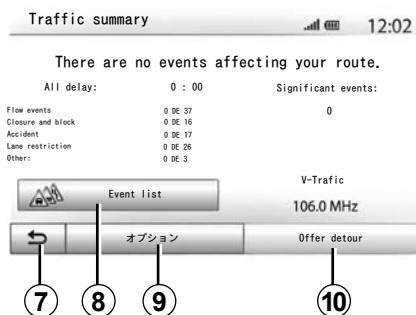 Traffic summary 12:02
There are no events affecting your route.
All delay: 0 : 00 Significant events:
Flow events 0 DE 37 0
Closure and block 0 DE 16
Accident 0 DE 17
Lane restriction 0 DE 26
Other: 0 DE 3
V-Trafic
Event list
106.0 MHz
オプション Offer detour
7 8 9 10